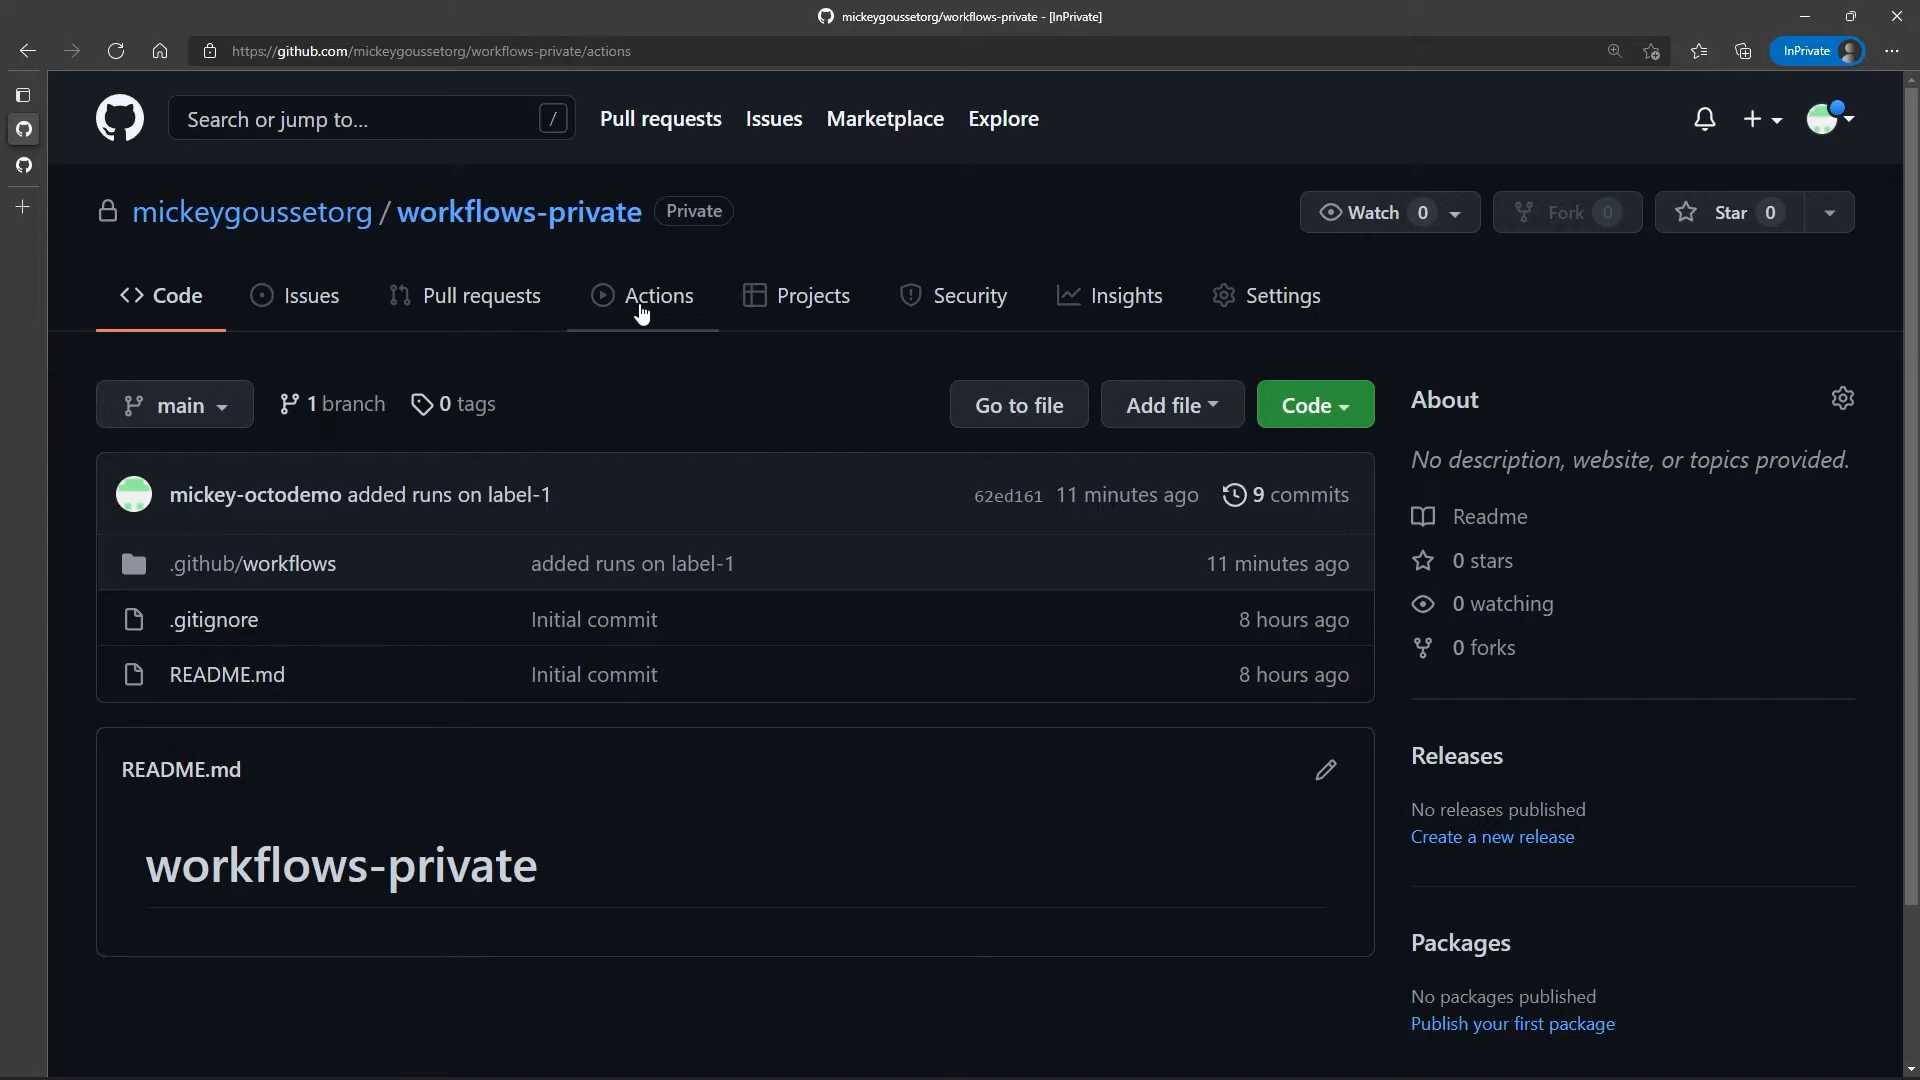 mickeygoussetorg/workflows-private - [InPrivate]
https://github.com/mickeygoussetorg/workflows-private/actions
InPrivate
Search or jump to...
/
Pull requests
Issues
Marketplace
Explore
mickeygoussetorg / workflows-private
Private
Watch 0
Fork 0
Star 0
Code
Issues
Pull requests
Actions
Projects
Security
Insights
Settings
main
1 branch
0 tags
Go to file
Add file
Code
mickey-octodemo added runs on label-1
62ed161 11 minutes ago
9 commits
.github/workflows
added runs on label-1
11 minutes ago
.gitignore
Initial commit
8 hours ago
README.md
Initial commit
8 hours ago
README.md
workflows-private
About
No description, website, or topics provided.
Readme
0 stars
0 watching
0 forks
Releases
No releases published
Create a new release
Packages
No packages published
Publish your first package